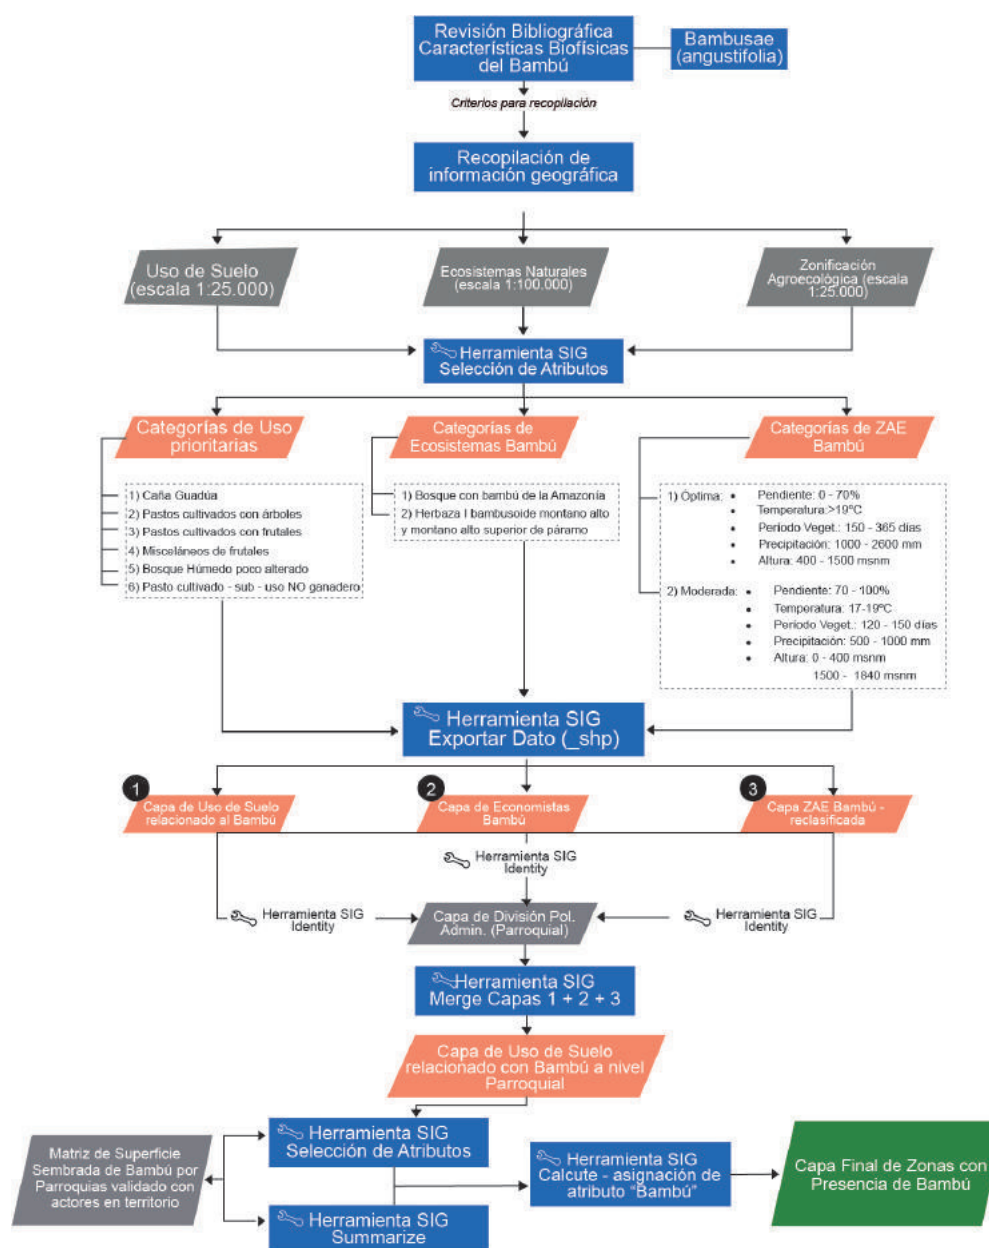 Revisión Bibliográfica
Características Biofísicas
del Bambú
Bambusae
(angustifolia)
Criterios para recopilación
Recopilación de
información geográfica
Uso de Suelo
(escala 1:25.000)
Ecosistemas Naturales
(escala 1:100.000)
Zonificación
Agroecológica (escala
1:25.000)
Herramienta SIG
Selección de Atributos
Categorías de Uso
prioritarias
Categorías de
Ecosistemas Bambú
Categorías de ZAE
Bambú
1) Caña Guadúa
2) Pastos cultivados con árboles
3) Pastos cultivados con frutales
4) Misceláneos de frutales
5) Bosque Húmedo poco alterado
6) Pasto cultivado - sub - uso NO ganadero
1) Bosque con bambú de la Amazonía
2) Herbaza l bambusoide montano alto
y montano alto superior de páramo
1) Óptima:
• Pendiente: 0 - 70%
• Temperatura:>19ºC
• Período Veget.: 150 - 365 días
• Precipitación: 1000 - 2600 mm
• Altura: 400 - 1500 msnm
2) Moderada:
• Pendiente: 70 - 100%
• Temperatura: 17-19ºC
• Período Veget.: 120 - 150 días
• Precipitación: 500 - 1000 mm
• Altura: 0 - 400 msnm
1500 - 1840 msnm
Herramienta SIG
Exportar Dato (_shp)
1
Capa de Uso de Suelo
relacionado al Bambú
2
Capa de Economistas
Bambú
3
Capa ZAE Bambú -
reclasificada
Herramienta SIG
Identity
Herramienta SIG
Identity
Capa de División Pol.
Admin. (Parroquial)
Herramienta SIG
Identity
Herramienta SIG
Merge Capas 1 + 2 + 3
Capa de Uso de Suelo
relacionado con Bambú a nivel
Parroquial
Matriz de Superficie
Sembrada de Bambú por
Parroquias validado con
actores en territorio
Herramienta SIG
Selección de Atributos
Herramienta SIG
Summarize
Herramienta SIG
Calcute - asignación de
atributo "Bambú"
Capa Final de Zonas con
Presencia de Bambú